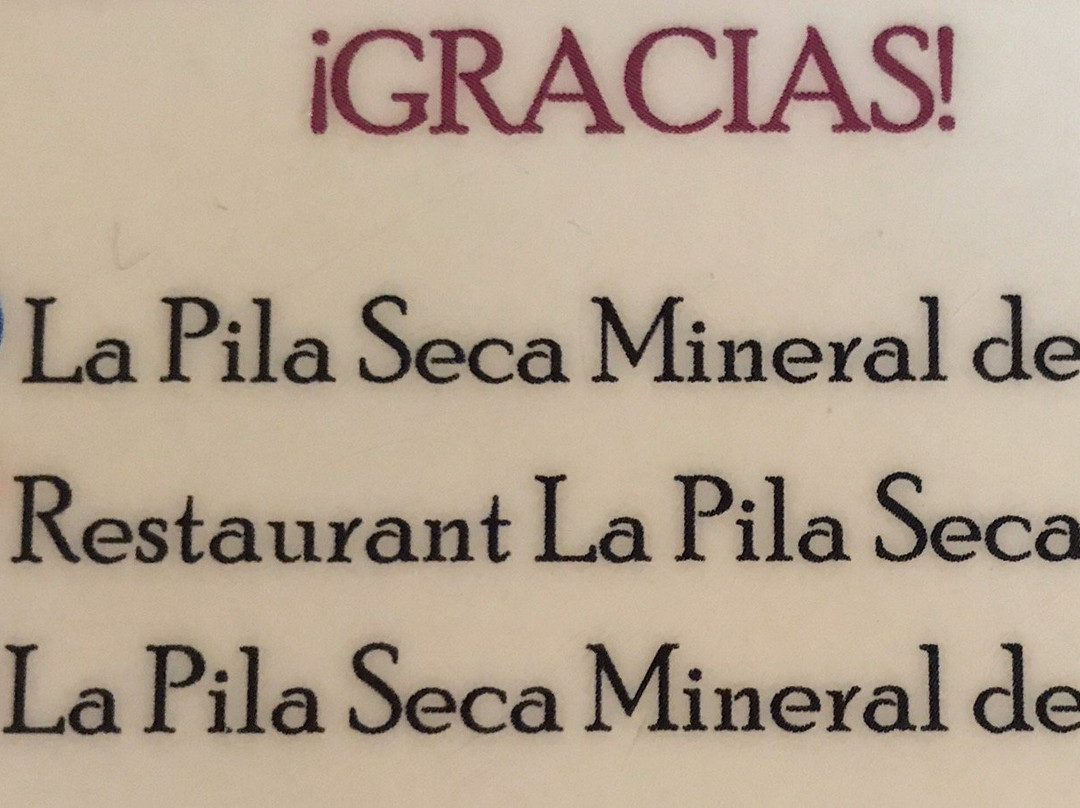 ¡GRACIAS!
La Pila Seca Mineral de
Restaurant La Pila Seca
La Pila Seca Mineral de